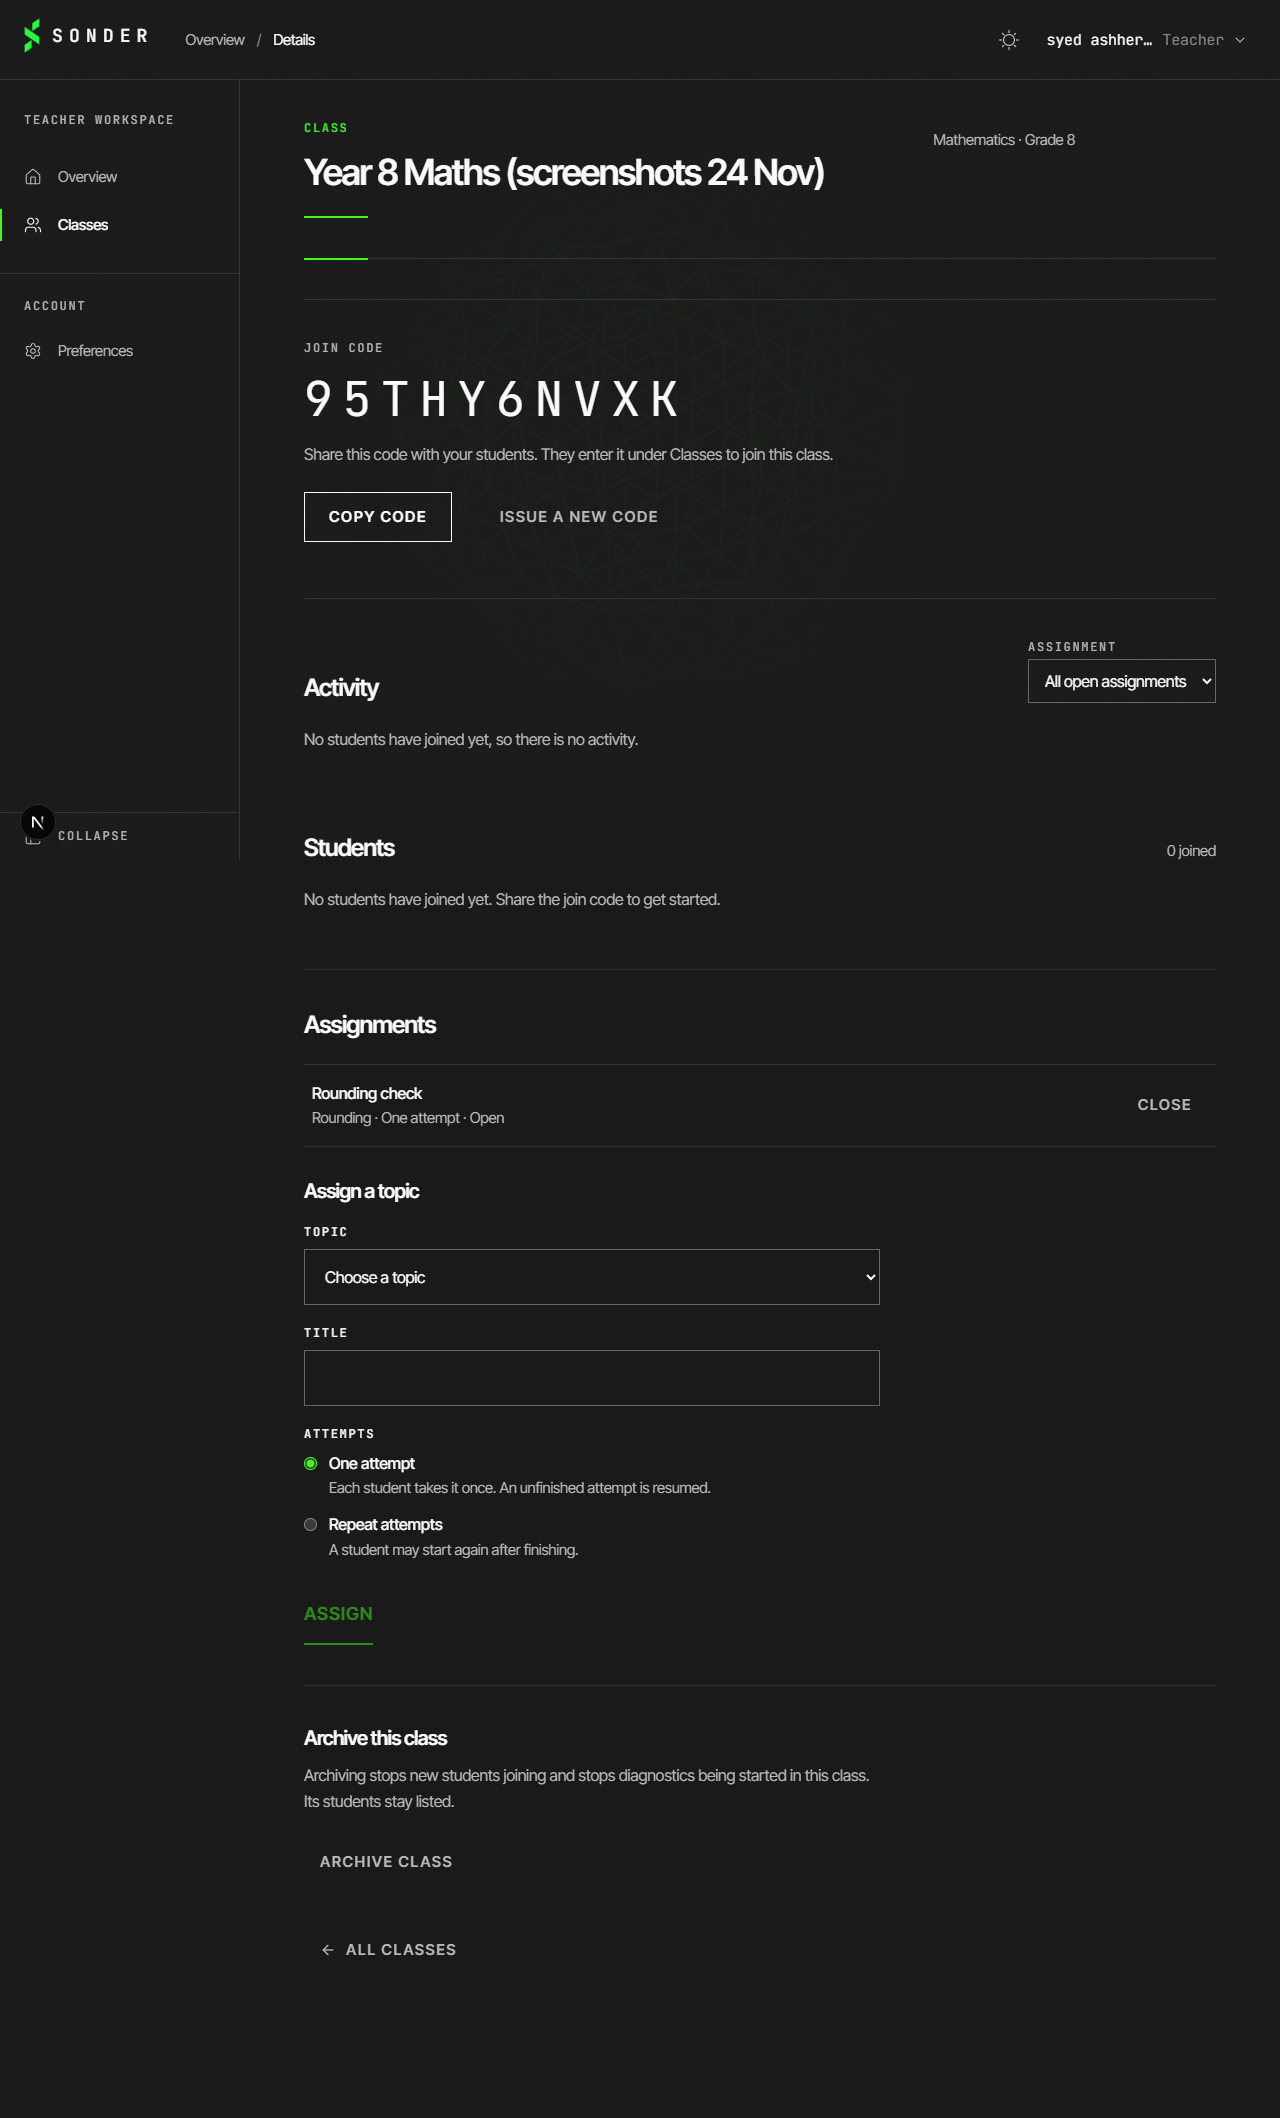 SONDER
Overview / Details
syed ashher… Teacher
TEACHER WORKSPACE
Overview
Classes
ACCOUNT
Preferences
N
COLLAPSE
CLASS
Year 8 Maths (screenshots 24 Nov)
Mathematics · Grade 8
JOIN CODE
95THY6NVXK
Share this code with your students. They enter it under Classes to join this class.
COPY CODE
ISSUE A NEW CODE
ASSIGNMENT
Activity
All open assignments
No students have joined yet, so there is no activity.
Students
0 joined
No students have joined yet. Share the join code to get started.
Assignments
Rounding check
Rounding · One attempt · Open
CLOSE
Assign a topic
TOPIC
Choose a topic
TITLE
ATTEMPTS
One attempt
Each student takes it once. An unfinished attempt is resumed.
Repeat attempts
A student may start again after finishing.
ASSIGN
Archive this class
Archiving stops new students joining and stops diagnostics being started in this class.
Its students stay listed.
ARCHIVE CLASS
← ALL CLASSES